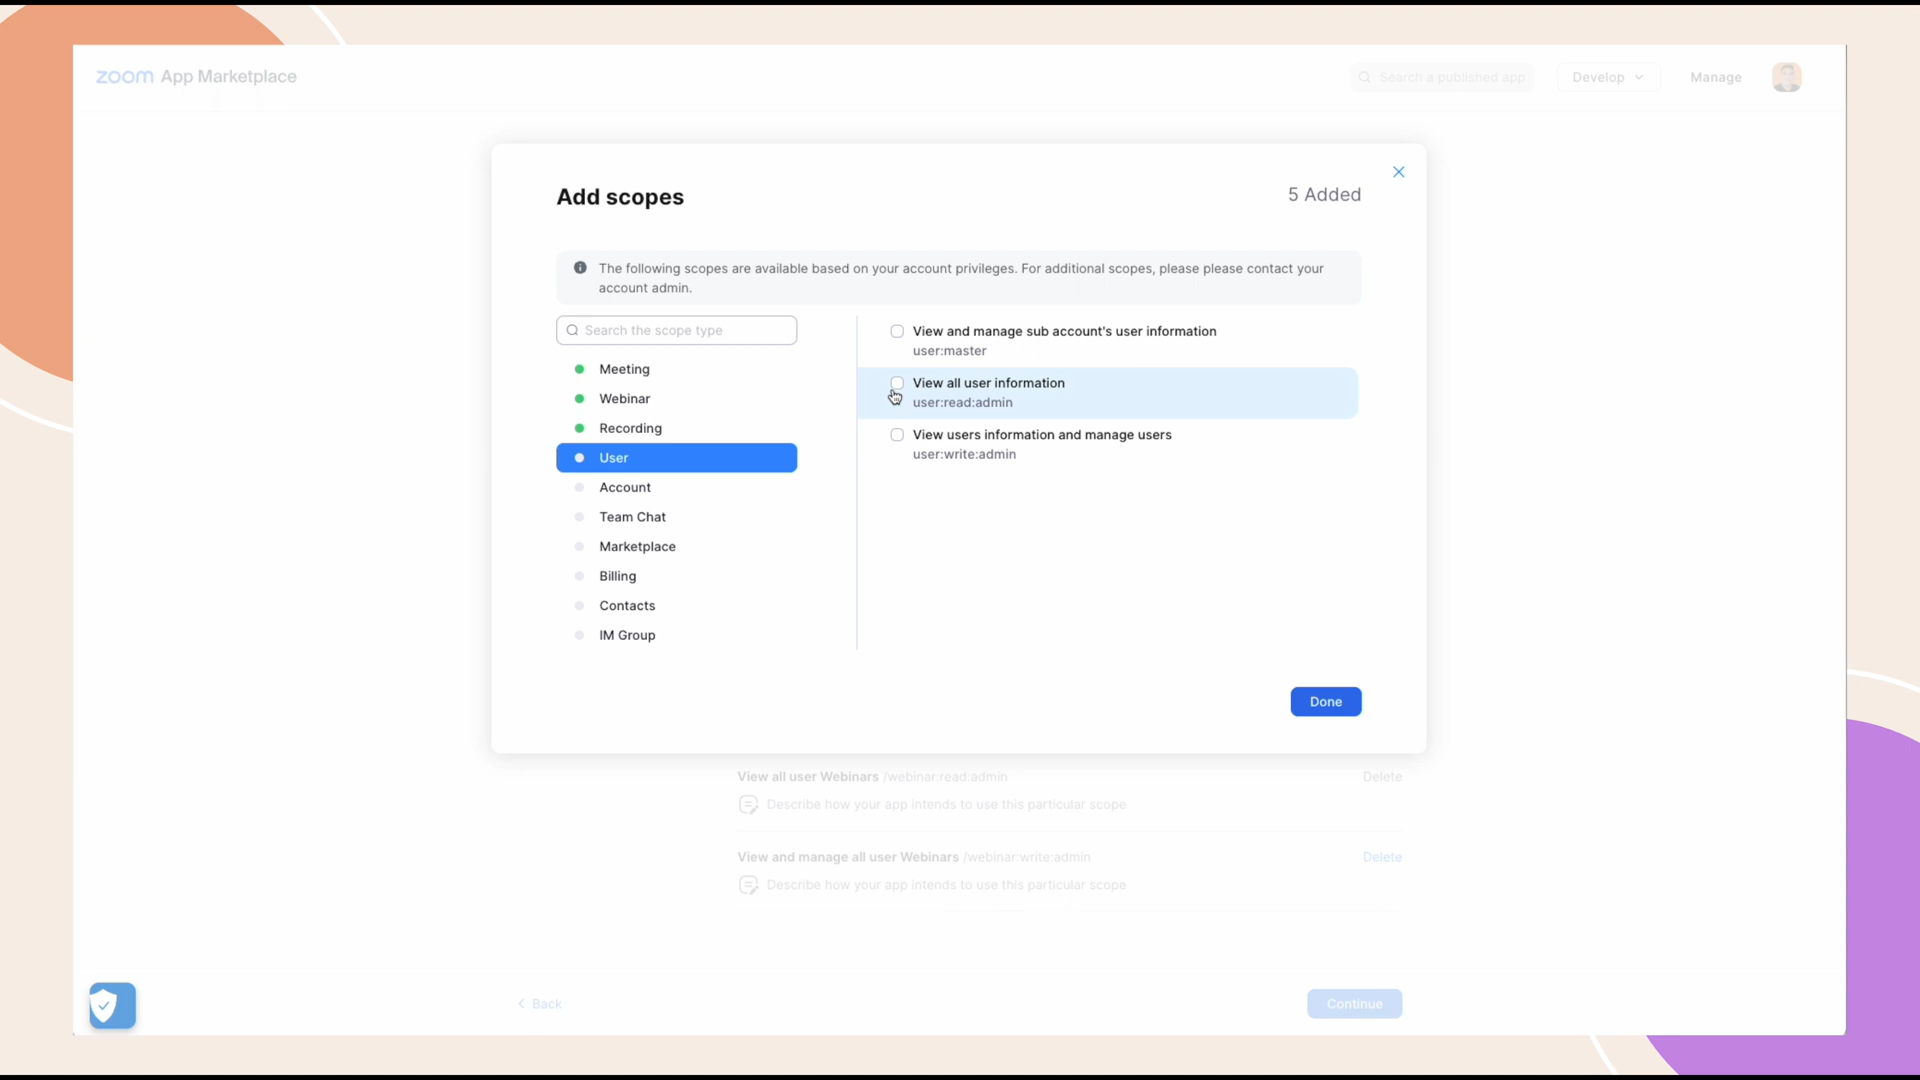 zoom App Marketplace
Search a published app
Develop
Manage
Add scopes
5 Added
The following scopes are available based on your account privileges. For additional scopes, please please contact your
account admin.
Search the scope type
Meeting
Webinar
Recording
User
Account
Team Chat
Marketplace
Billing
Contacts
IM Group
View and manage sub account's user information
user:master
View all user information
user:read:admin
View users information and manage users
user:write:admin
Done
View all user Webinars /webinar:read:admin
Delete
Describe how your app intends to use this particular scope
View and manage all user Webinars /webinar:write:admin
Delete
Describe how your app intends to use this particular scope
Back
Continue